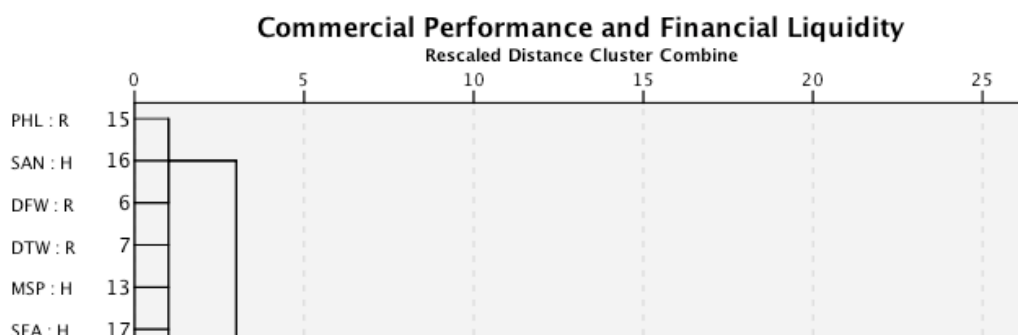 Commercial Performance and Financial Liquidity
Rescaled Distance Cluster Combine
0 5 10 15 20 25
PHL : R 15
SAN : H 16
DFW : R 6
DTW : R 7
MSP : H 13
SEA : H 17